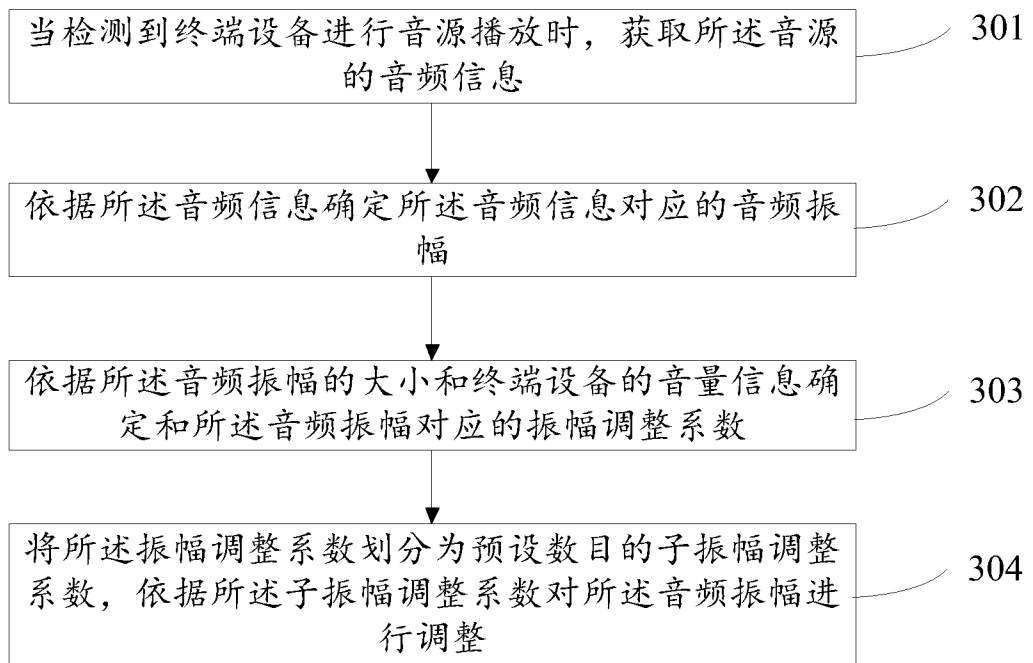 当检测到终端设备进行音源播放时，获取所述音源
的音频信息
301
依据所述音频信息确定所述音频信息对应的音频振
幅
302
依据所述音频振幅的大小和终端设备的音量信息确
定和所述音频振幅对应的振幅调整系数
303
将所述振幅调整系数划分为预设数目的子振幅调整
系数，依据所述子振幅调整系数对所述音频振幅进
行调整
304